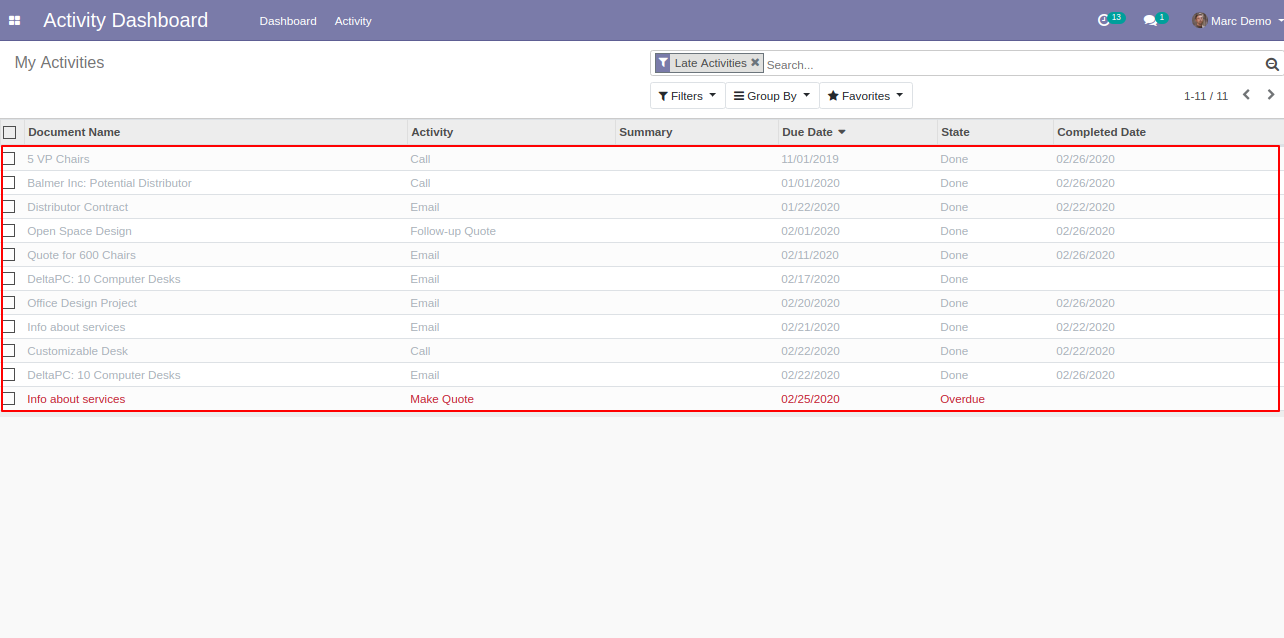 Activity Dashboard Dashboard Activity 13 1 Marc Demo
My Activities
Late Activities Search...
Filters Group By Favorites 1-11 / 11
Document Name Activity Summary Due Date State Completed Date
5 VP Chairs Call 11/01/2019 Done 02/26/2020
Balmer Inc: Potential Distributor Call 01/01/2020 Done 02/26/2020
Distributor Contract Email 01/22/2020 Done 02/22/2020
Open Space Design Follow-up Quote 02/01/2020 Done 02/26/2020
Quote for 600 Chairs Email 02/11/2020 Done 02/26/2020
DeltaPC: 10 Computer Desks Email 02/17/2020 Done
Office Design Project Email 02/20/2020 Done 02/26/2020
Info about services Email 02/21/2020 Done 02/22/2020
Customizable Desk Call 02/22/2020 Done 02/22/2020
DeltaPC: 10 Computer Desks Email 02/22/2020 Done 02/26/2020
Info about services Make Quote 02/25/2020 Overdue